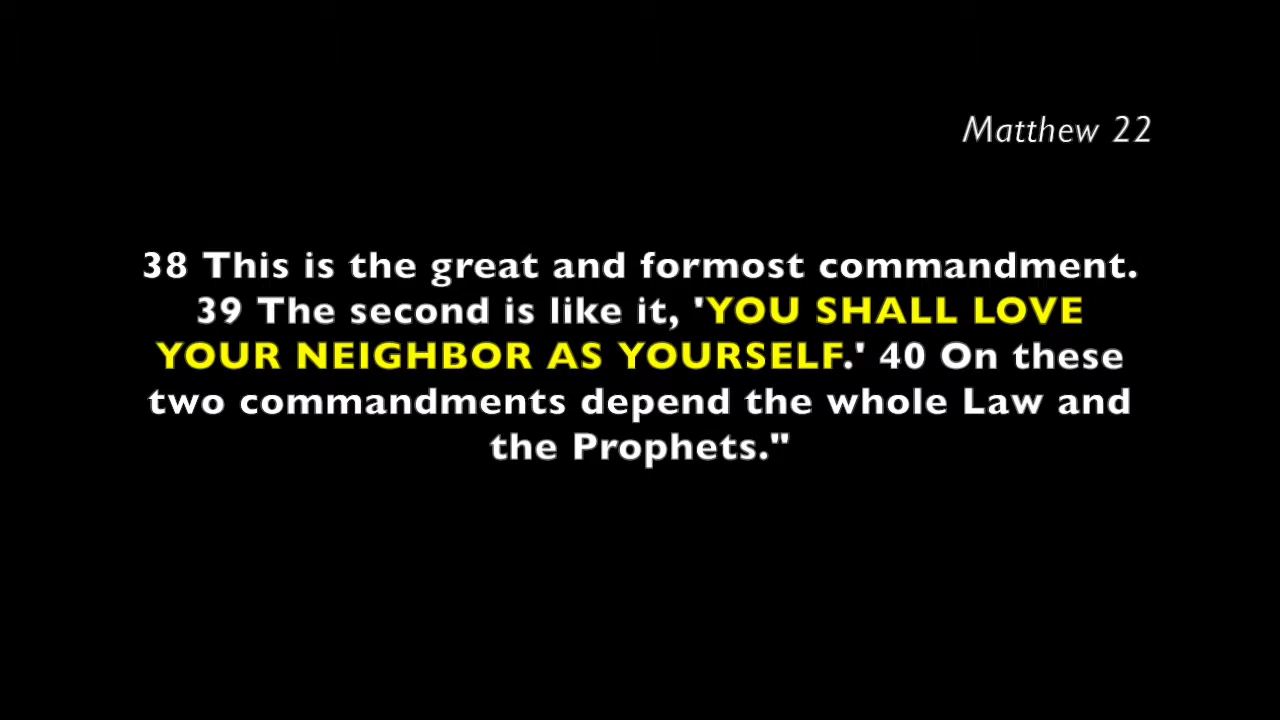 Matthew 22
38 This is the great and formost commandment.
39 The second is like it, 'YOU SHALL LOVE
YOUR NEIGHBOR AS YOURSELF.' 40 On these
two commandments depend the whole Law and
the Prophets."